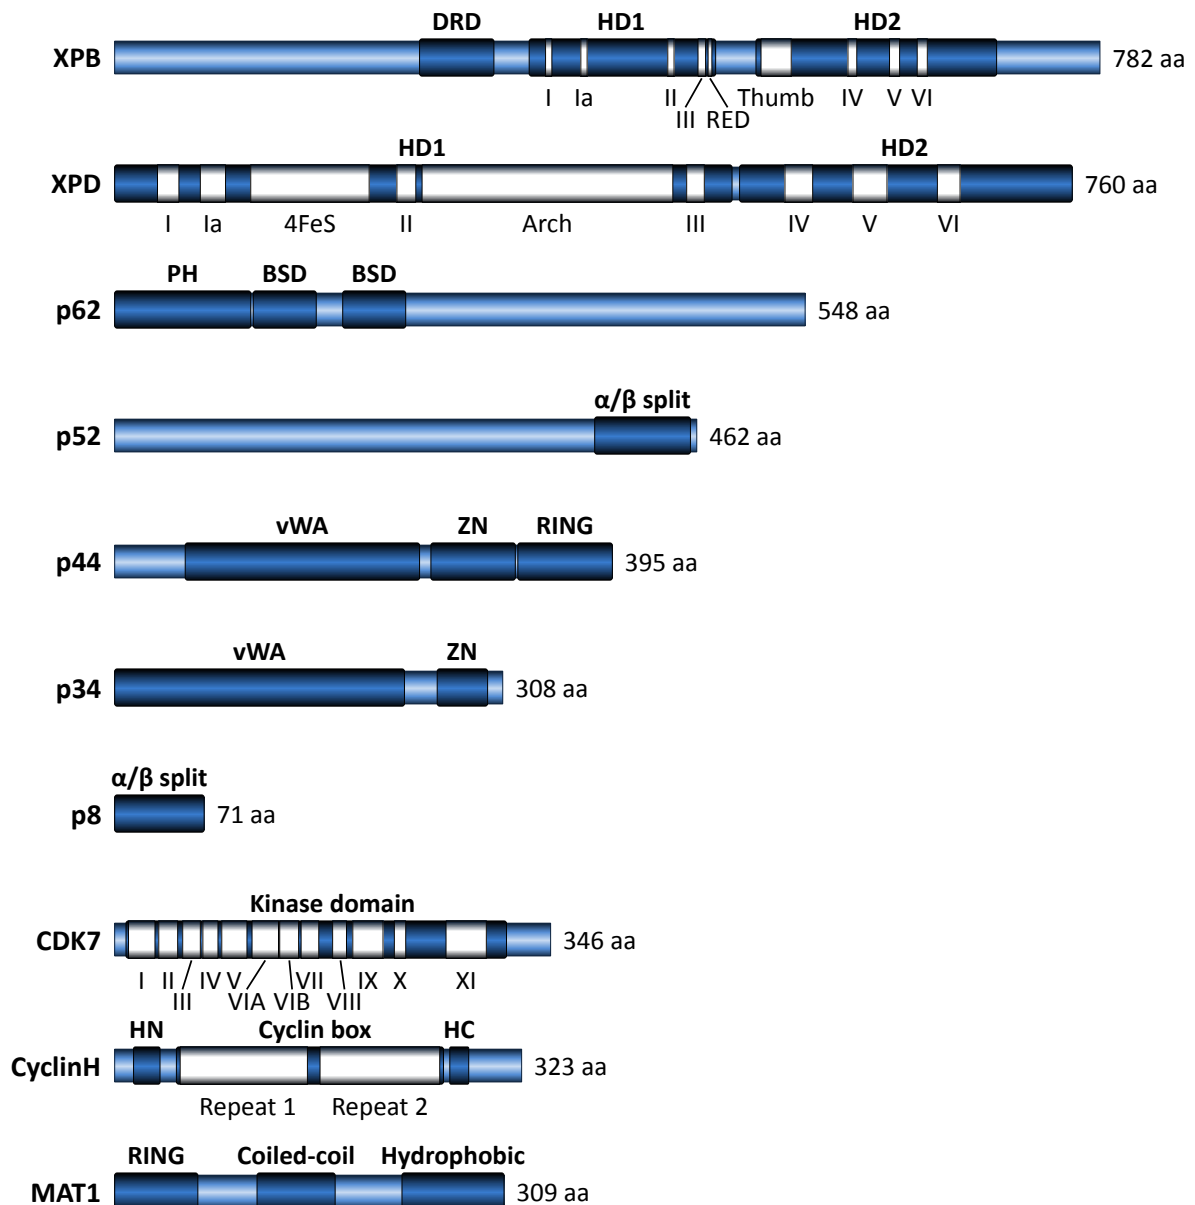 DRD HD1 HD2
XPB 782 aa
I Ia II Thumb IV V VI
III RED
HD1 HD2
XPD 760 aa
I Ia 4FeS II Arch III IV V VI
PH BSD BSD
p62 548 aa
α/β split
p52 462 aa
vWA ZN RING
p44 395 aa
vWA ZN
p34 308 aa
α/β split
p8 71 aa
Kinase domain
CDK7 346 aa
I II IV V VII IX X XI
III VIA VIB VIII
HN Cyclin box HC
CyclinH 323 aa
Repeat 1 Repeat 2
RING Coiled-coil Hydrophobic
MAT1 309 aa